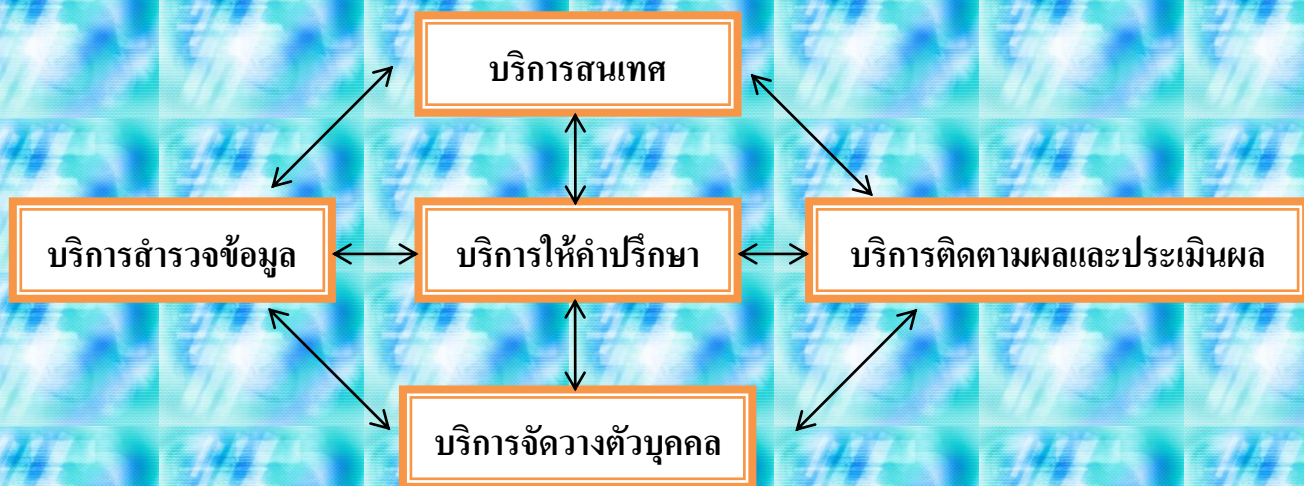 บริการสนเทศ
บริการสำรวจข้อมูล
บริการให้คำปรึกษา
บริการติดตามผลและประเมินผล
บริการจัดวางตัวบุคคล